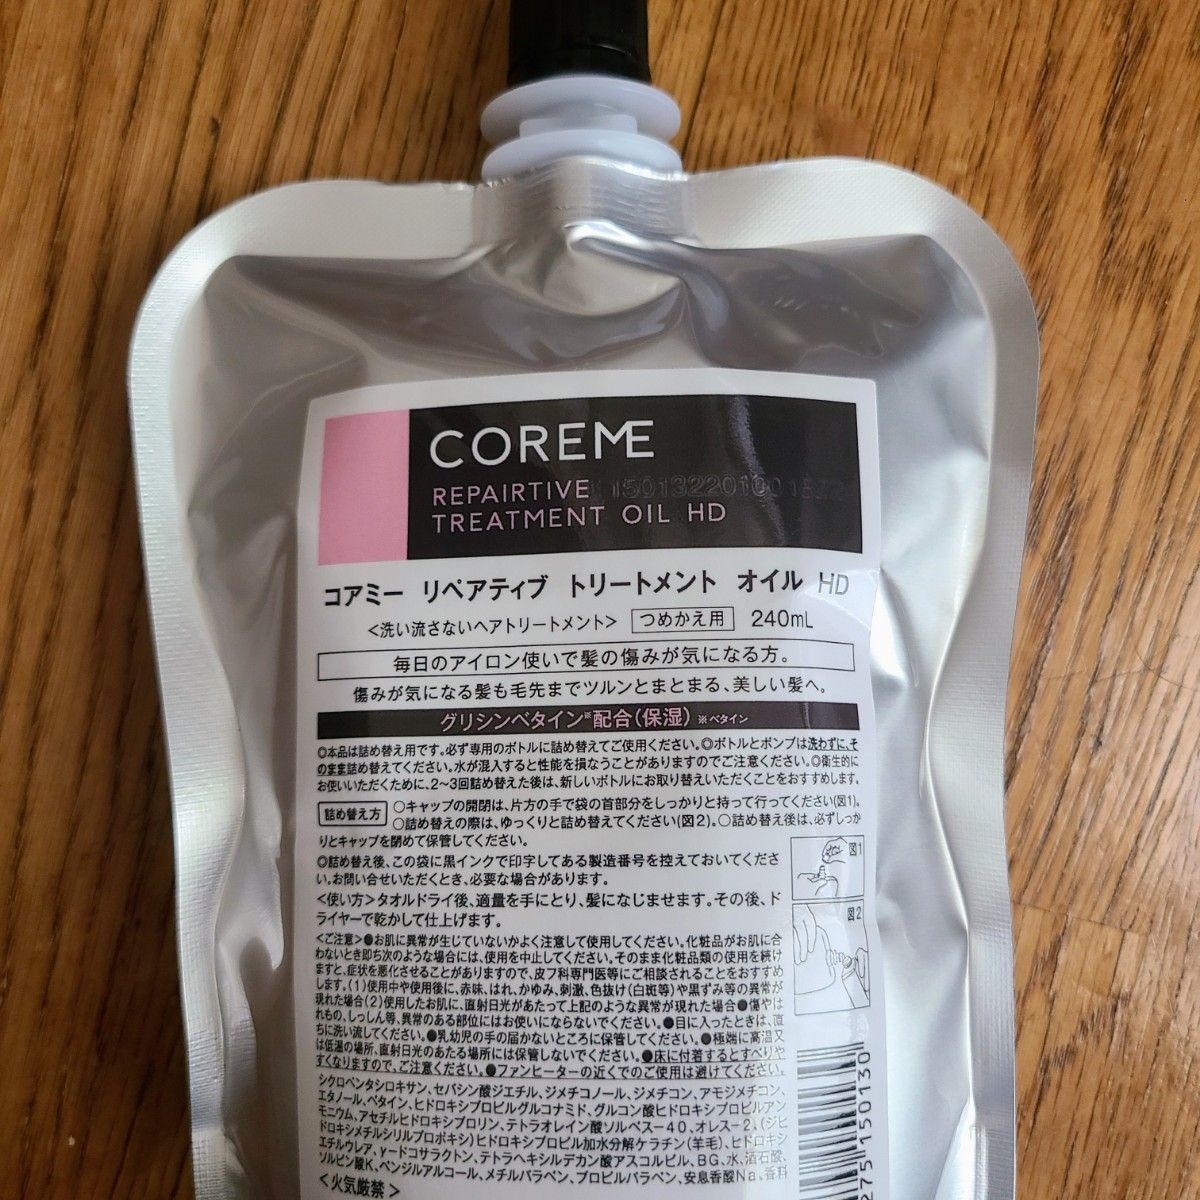 COREME
REPAIRTIVE
TREATMENT OIL HD
コアミー リペアティブ トリートメント オイル HD
<洗い流さないヘアトリートメント> つめかえ用 240mL
毎日のアイロン使いで髪の傷みが気になる方。
傷みが気になる髪も毛先までツルンとまとまる、美しい髪へ。
グリシンベタイン※配合(保湿) ※ベタイン
◎本品は詰め替え用です。必ず専用のボトルに詰め替えてご使用ください。◎ボトルとポンプは洗わずに、そ
のまま詰め替えてください。水が混入すると性能を損なうことがありますのでご注意ください。◎衛生的に
お使いいただくために、2〜3回詰め替えた後は、新しいボトルにお取り替えいただくことをおすすめします。
詰め替え方 ○キャップの開閉は、片方の手で袋の首部分をしっかりと持って行ってください(図1)。
○詰め替えの際は、ゆっくりと詰め替えてください(図2)。○詰め替え後は、必ずしっか
りとキャップを閉めて保管してください。
◎詰め替え後、この袋に黒インクで印字してある製造番号を控えておいてくださ
い。お問い合せいただくとき、必要な場合があります。
図1
<使い方>タオルドライ後、適量を手にとり、髪になじませます。その後、ド
ライヤーで乾かして仕上げます。
図2
<ご注意>●お肌に異常が生じていないかよく注意して使用してください。化粧品がお肌に合
わないとき即ち次のような場合には、使用を中止してください。そのまま化粧品類の使用を続け
ますと、症状を悪化させることがありますので、皮フ科専門医等にご相談されることをおすすめ
します。(1)使用中や使用後に、赤味、はれ、かゆみ、刺激、色抜け(白斑等)や黒ずみ等の異常が
現れた場合(2)使用したお肌に、直射日光があたって上記のような異常が現れた場合●傷やは
れもの、しっしん等、異常のある部位にはお使いにならないでください。●目に入ったときは、直
ちに洗い流してください。●乳幼児の手の届かないところに保管してください。●極端に高温又
は低温の場所、直射日光のあたる場所には保管しないでください。●床に付着するとすべりや
すくなりますので、ご注意ください。●ファンヒーターの近くでのご使用は避けてください。
シクロペンタシロキサン、セバシン酸ジエチル、ジメチコノール、ジメチコン、アモジメチコン、
エタノール、ベタイン、ヒドロキシプロピルグルコナミド、グルコン酸ヒドロキシプロピルアン
モニウム、アセチルヒドロキシプロリン、テトラオレイン酸ソルベス-40、オレス-2、(ジヒ
ドロキシメチルシリルプロポキシ)ヒドロキシプロピル加水分解ケラチン(羊毛)、ヒドロキシ
エチルウレア、γ-ドコサラクトン、テトラヘキシルデカン酸アスコルビル、BG、水、酒石酸、
ソルビン酸K、ベンジルアルコール、メチルパラベン、プロピルパラベン、安息香酸Na、香料
<火気厳禁>
275 150130